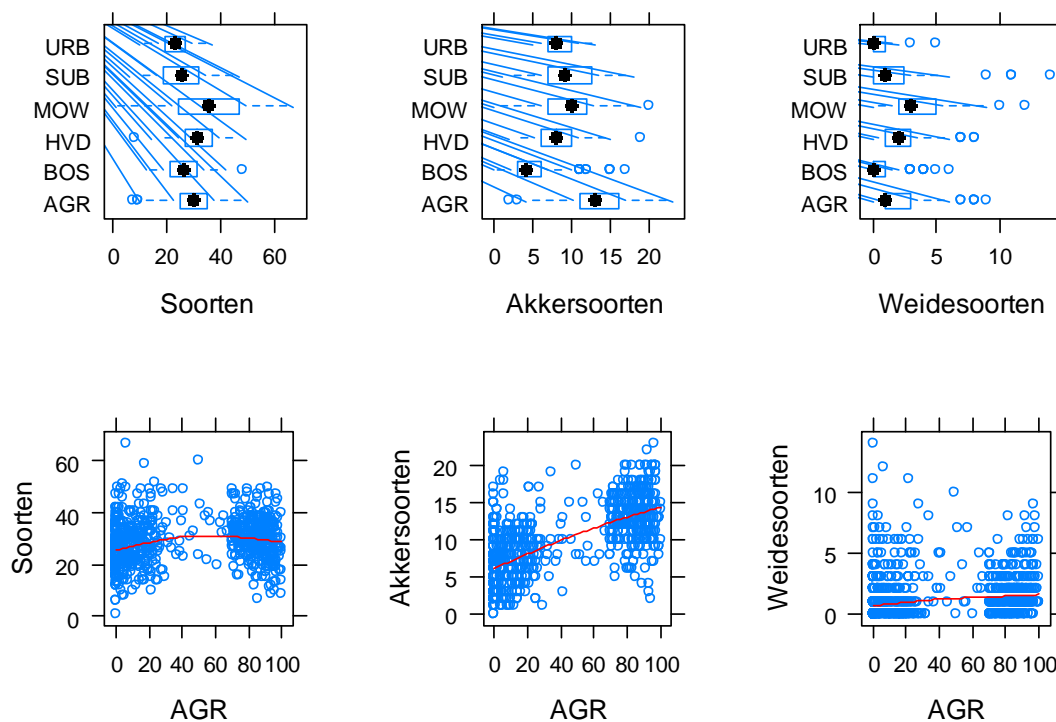 URB
SUB
MOW
HVD
BOS
AGR
0 20 40 60
Soorten
URB
SUB
MOW
HVD
BOS
AGR
0 5 10 15 20
Akkersoorten
URB
SUB
MOW
HVD
BOS
AGR
0 5 10
Weidesoorten
Soorten
60
40
20
0
0 20 40 60 80 100
AGR
Akkersoorten
20
15
10
5
0
0 20 40 60 80 100
AGR
Weidesoorten
10
5
0
0 20 40 60 80 100
AGR